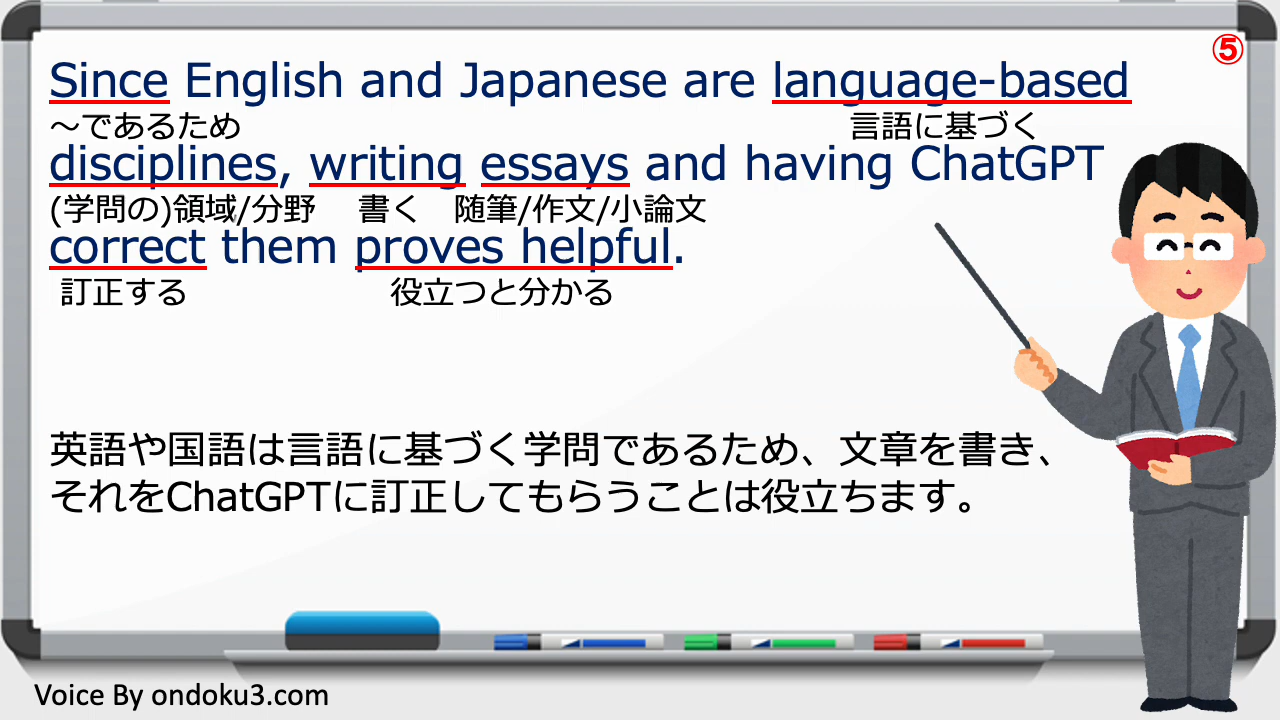 ⑤
Since English and Japanese are language-based
～であるため 言語に基づく
disciplines, writing essays and having ChatGPT
(学問の)領域/分野 書く 随筆/作文/小論文
correct them proves helpful.
訂正する 役立つと分かる
英語や国語は言語に基づく学問であるため、文章を書き、
それをChatGPTに訂正してもらうことは役立ちます。
Voice By ondoku3.com